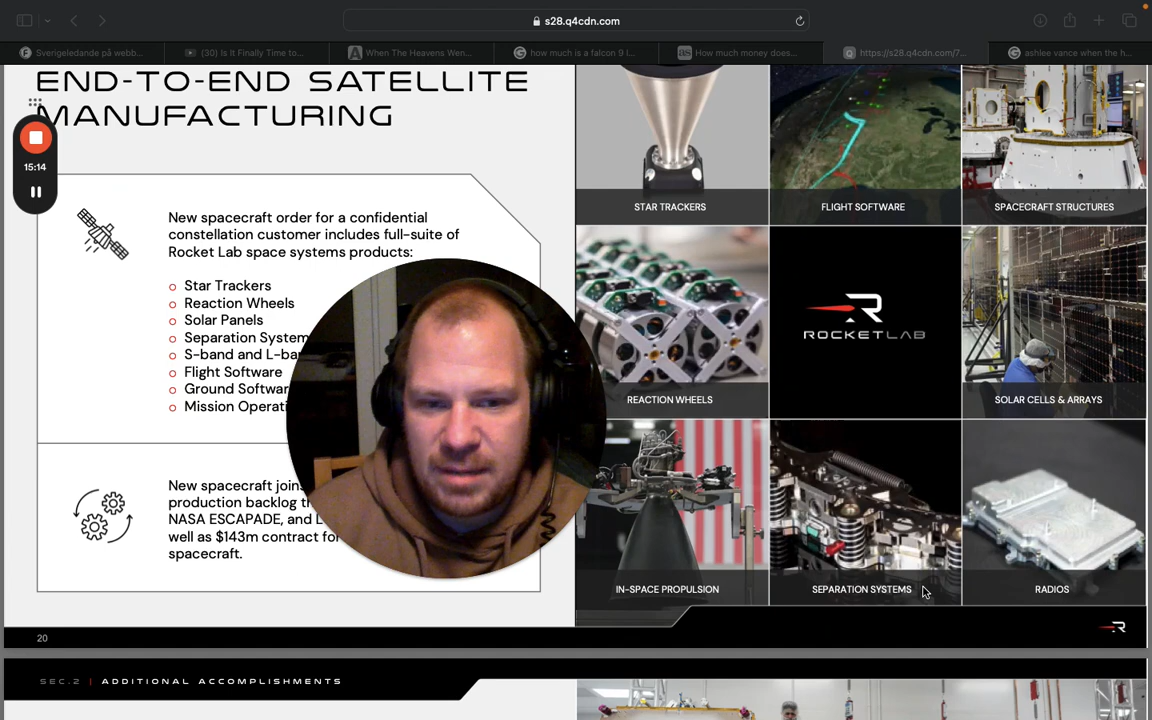 s28.q4cdn.com
Sverigeledande på webb...
(30) Is It Finally Time to...
When The Heavens Wen...
how much is a falcon 9 l...
How much money does...
https://s28.q4cdn.com/7...
ashlee vance when the h...
END-TO-END SATELLITE
MANUFACTURING
15:14
New spacecraft order for a confidential
constellation customer includes full-suite of
Rocket Lab space systems products:
Star Trackers
Reaction Wheels
Solar Panels
Separation System
S-band and L-ba
Flight Software
Ground Softwar
Mission Operati
New spacecraft joins
production backlog th
NASA ESCAPADE, and L
well as $143m contract for
spacecraft.
STAR TRACKERS
FLIGHT SOFTWARE
SPACECRAFT STRUCTURES
REACTION WHEELS
ROCKETLAB
SOLAR CELLS & ARRAYS
IN-SPACE PROPULSION
SEPARATION SYSTEMS
RADIOS
20
SEC.2 | ADDITIONAL ACCOMPLISHMENTS